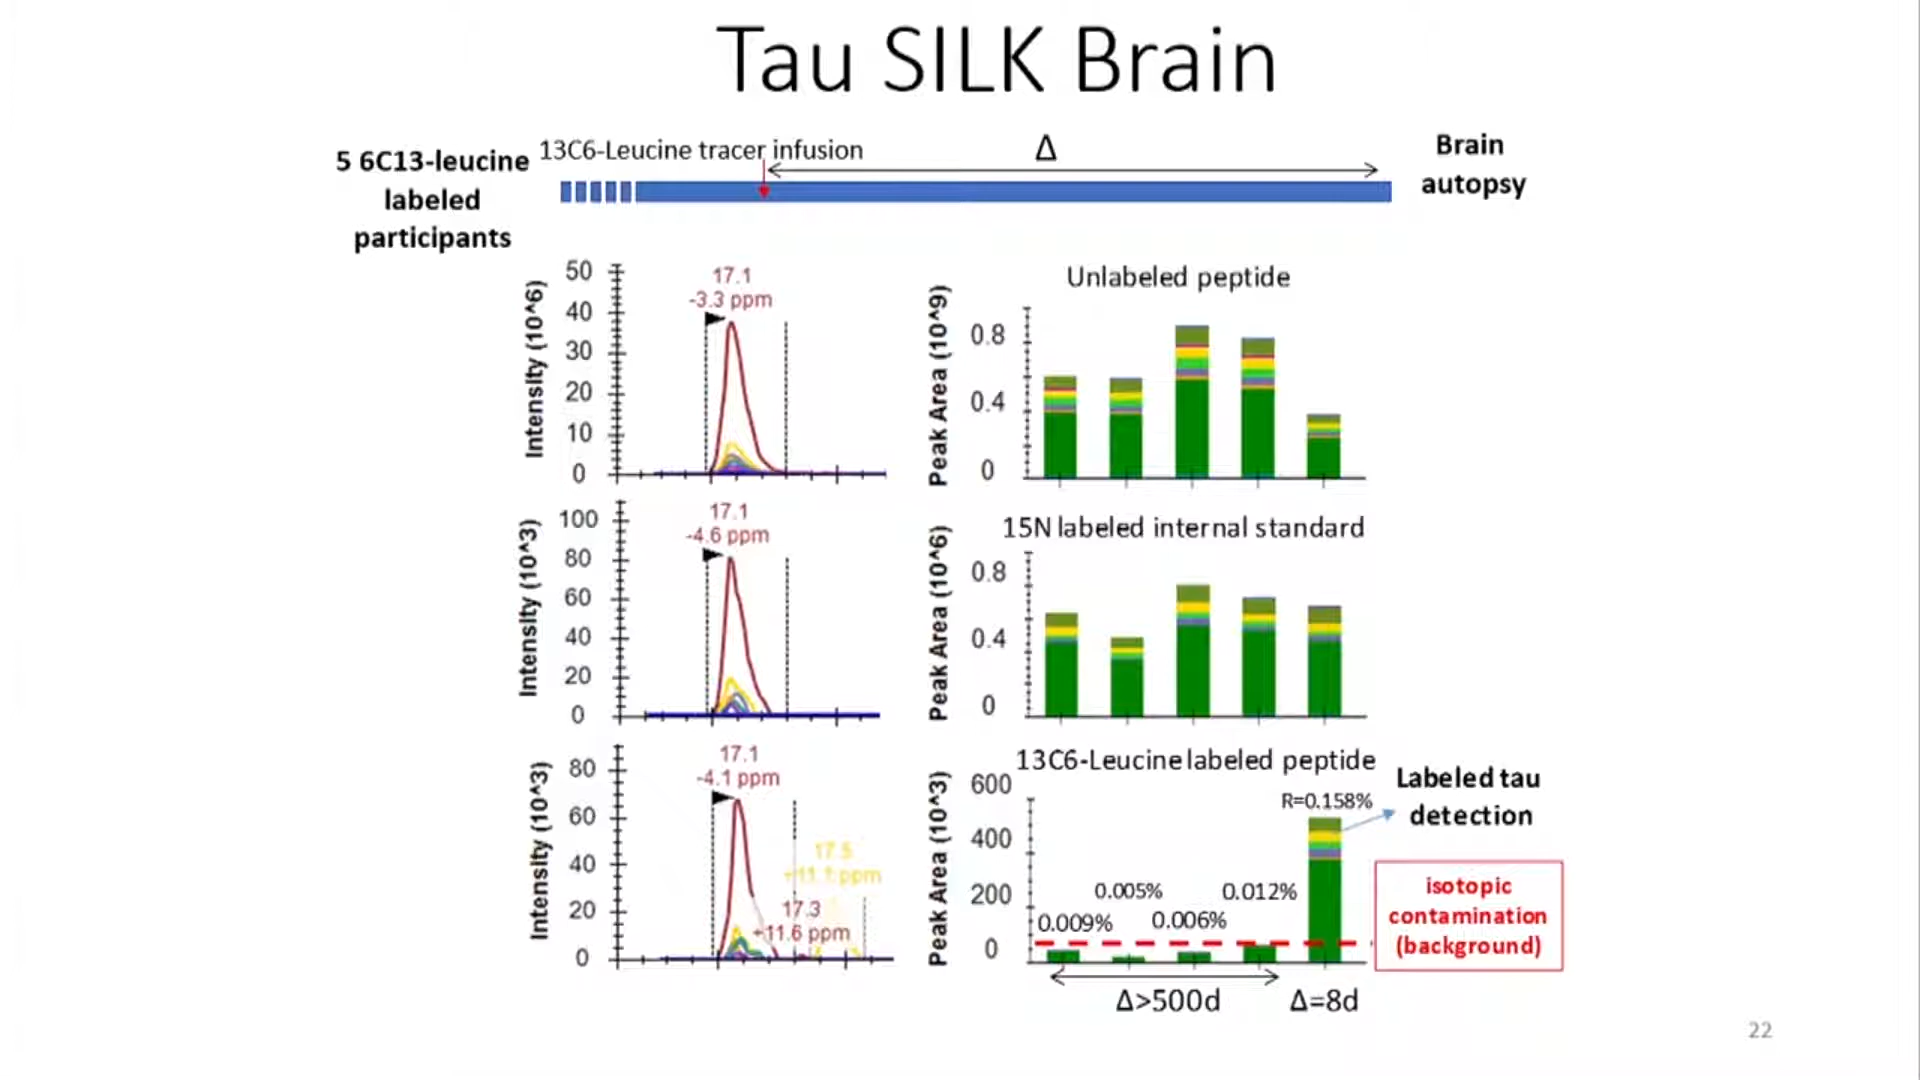 Tau SILK Brain
5 6C13-leucine
labeled
participants
13C6-Leucine tracer infusion
Δ
Brain
autopsy
Intensity (10^6)
50
40
30
20
10
0
17.1
-3.3 ppm
Unlabeled peptide
Peak Area (10^9)
0.8
0.4
0
Intensity (10^3)
100
80
60
40
20
0
17.1
-4.6 ppm
15N labeled internal standard
Peak Area (10^6)
0.8
0.4
0
Intensity (10^3)
80
60
40
20
0
17.1
-4.1 ppm
17.5
+11.1 ppm
17.3
+11.6 ppm
13C6-Leucine labeled peptide
Peak Area (10^3)
600
400
200
0
R=0.158%
0.009%
0.005%
0.006%
0.012%
Labeled tau
detection
isotopic
contamination
(background)
Δ>500d
Δ=8d
22